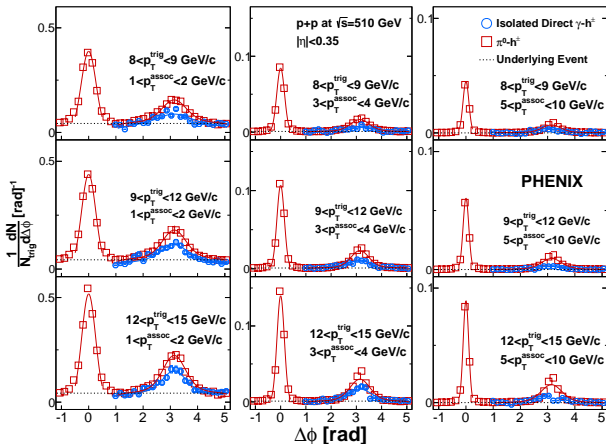 p+p at √s=510 GeV
|η|<0.35
Isolated Direct γ-h±
π⁰-h±
Underlying Event
8<p_T^trig<9 GeV/c
1<p_T^assoc<2 GeV/c
8<p_T^trig<9 GeV/c
3<p_T^assoc<4 GeV/c
8<p_T^trig<9 GeV/c
5<p_T^assoc<10 GeV/c
0.5
0
0.1
0
0.1
0
PHENIX
9<p_T^trig<12 GeV/c
1<p_T^assoc<2 GeV/c
9<p_T^trig<12 GeV/c
3<p_T^assoc<4 GeV/c
9<p_T^trig<12 GeV/c
5<p_T^assoc<10 GeV/c
0.5
0
0.1
0
0.1
0
12<p_T^trig<15 GeV/c
1<p_T^assoc<2 GeV/c
12<p_T^trig<15 GeV/c
3<p_T^assoc<4 GeV/c
12<p_T^trig<15 GeV/c
5<p_T^assoc<10 GeV/c
0.5
0
0.1
0
0.1
0
-1 0 1 2 3 4 5
-1 0 1 2 3 4 5
-1 0 1 2 3 4 5
1/N_trig dN/dΔϕ [rad]⁻¹
Δϕ [rad]